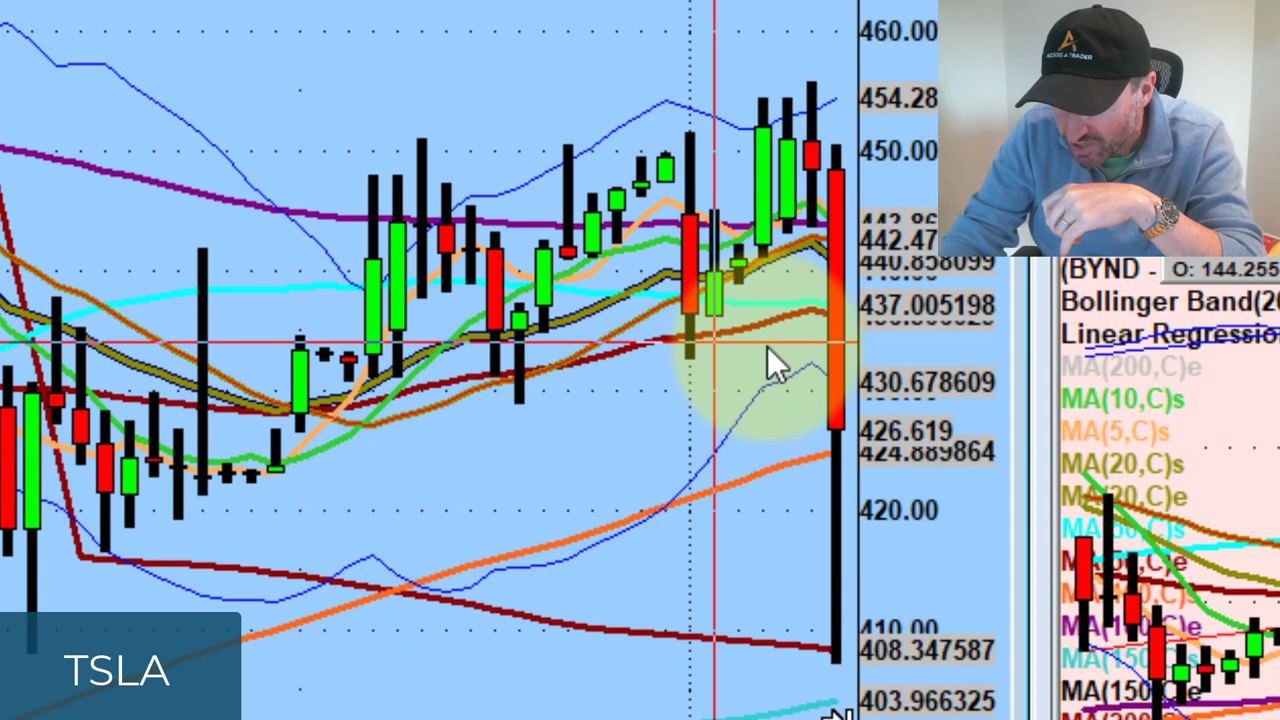 460.00
454.28
450.00
442.47
440.858099
437.005198
430.678609
426.619
424.889864
420.00
410.00
408.347587
403.966325
(BYND - O: 144.255
Bollinger Band(20
Linear Regressio
MA(200,C)e
MA(10,C)s
MA(5,C)s
MA(20,C)s
MA(20,C)e
MA(150,C)e
TSLA